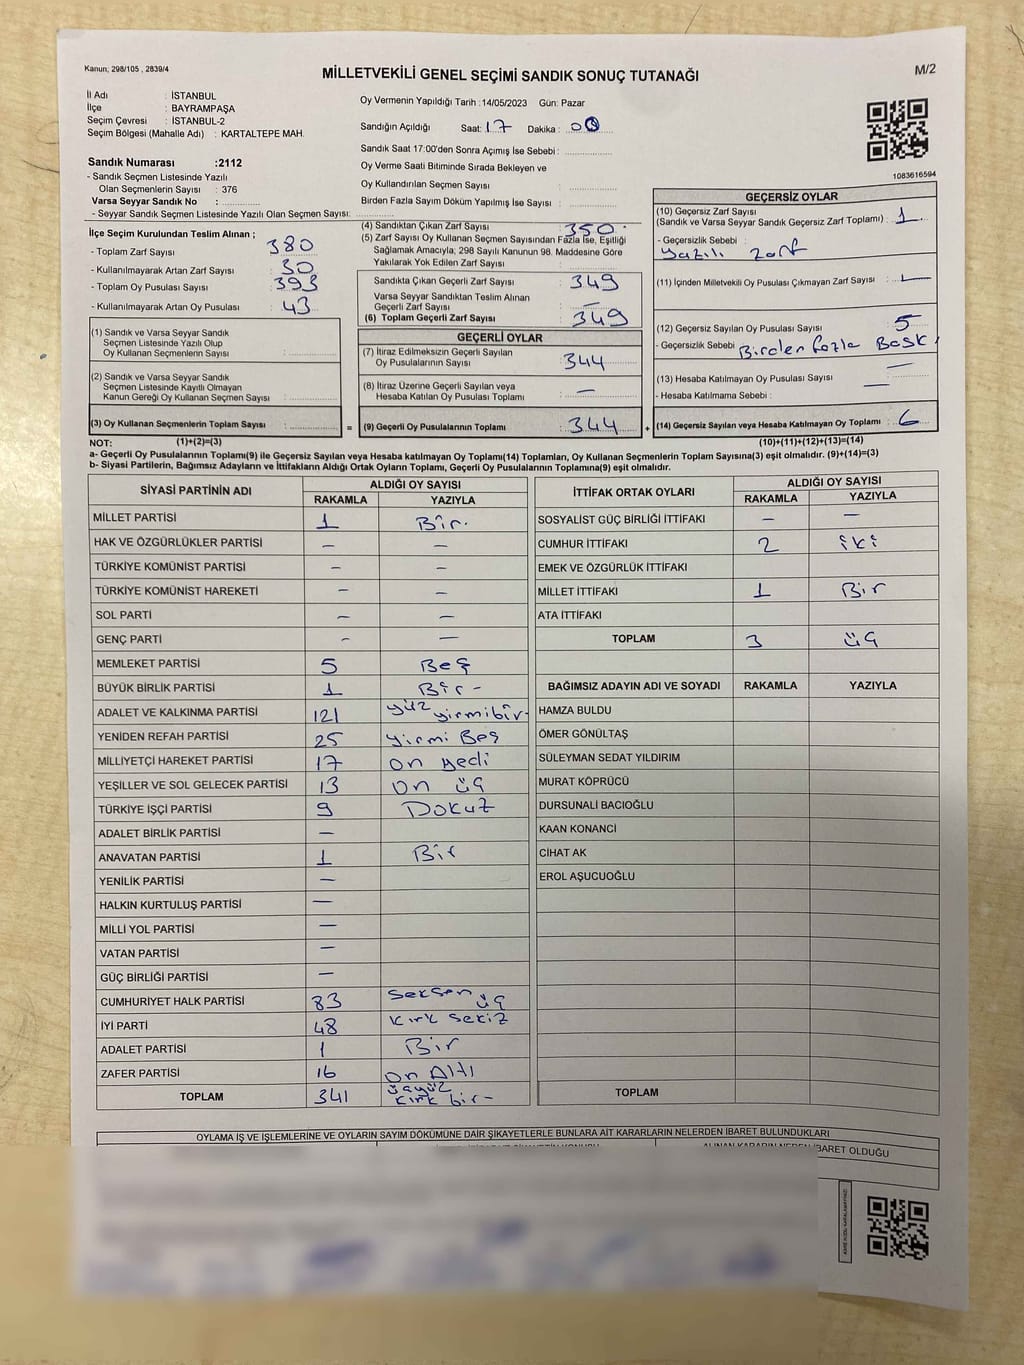 Kanun; 298/105 , 2839/4
MİLLETVEKİLİ GENEL SEÇİMİ SANDIK SONUÇ TUTANAĞI
M/2
İl Adı : İSTANBUL
İlçe : BAYRAMPAŞA
Seçim Çevresi : İSTANBUL-2
Seçim Bölgesi (Mahalle Adı) : KARTALTEPE MAH.
Sandık Numarası :2112
- Sandık Seçmen Listesinde Yazılı
Olan Seçmenlerin Sayısı : 376
Varsa Seyyar Sandık No :
- Seyyar Sandık Seçmen Listesinde Yazılı Olan Seçmen Sayısı:
İlçe Seçim Kurulundan Teslim Alınan ;
- Toplam Zarf Sayısı : 380
- Kullanılmayarak Artan Zarf Sayısı : 30
- Toplam Oy Pusulası Sayısı : 393
- Kullanılmayarak Artan Oy Pusulası : 43
(1) Sandık ve Varsa Seyyar Sandık
Seçmen Listesinde Yazılı Olup
Oy Kullanan Seçmenlerin Sayısı :
(2) Sandık ve Varsa Seyyar Sandık
Seçmen Listesinde Kayıtlı Olmayan
Kanun Gereği Oy Kullanan Seçmen Sayısı :
(3) Oy Kullanan Seçmenlerin Toplam Sayısı :
Oy Vermenin Yapıldığı Tarih : 14/05/2023 Gün: Pazar
Sandığın Açıldığı Saat: 17 Dakika : 00
Sandık Saat 17:00'den Sonra Açımış İse Sebebi :
Oy Verme Saati Bitiminde Sırada Bekleyen ve
Oy Kullandırılan Seçmen Sayısı :
Birden Fazla Sayım Döküm Yapılmış İse Sayısı :
(4) Sandıktan Çıkan Zarf Sayısı : 350
(5) Zarf Sayısı Oy Kullanan Seçmen Sayısından Fazla İse, Eşitliği
Sağlamak Amacıyla, 298 Sayılı Kanunun 98. Maddesine Göre
Yakılarak Yok Edilen Zarf Sayısı :
Sandıkta Çıkan Geçerli Zarf Sayısı : 349
Varsa Seyyar Sandıktan Teslim Alınan
Geçerli Zarf Sayısı : —
(6) Toplam Geçerli Zarf Sayısı : 349
GEÇERLİ OYLAR
(7) İtiraz Edilmeksizin Geçerli Sayılan
Oy Pusulalarının Sayısı : 344
(8) İtiraz Üzerine Geçerli Sayılan veya
Hesaba Katılan Oy Pusulası Toplamı : —
= (9) Geçerli Oy Pusulalarının Toplamı : 344 +
1083616594
GEÇERSİZ OYLAR
(10) Geçersiz Zarf Sayısı
(Sandık ve Varsa Seyyar Sandık Geçersiz Zarf Toplamı) : 1
- Geçersizlik Sebebi :
yazılı zarf
(11) İçinden Milletvekili Oy Pusulası Çıkmayan Zarf Sayısı : —
(12) Geçersiz Sayılan Oy Pusulası Sayısı : 5
- Geçersizlik Sebebi : Birden fazla Baskı
(13) Hesaba Katılmayan Oy Pusulası Sayısı : —
- Hesaba Katılmama Sebebi : —
(14) Geçersiz Sayılan veya Hesaba Katılmayan Oy Toplamı : 6
NOT: (1)+(2)=(3) (10)+(11)+(12)+(13)=(14)
a- Geçerli Oy Pusulalarının Toplamı(9) ile Geçersiz Sayılan veya Hesaba katılmayan Oy Toplamı(14) Toplamları, Oy Kullanan Seçmenlerin Toplam Sayısına(3) eşit olmalıdır. (9)+(14)=(3)
b- Siyasi Partilerin, Bağımsız Adayların ve İttifakların Aldığı Ortak Oyların Toplamı, Geçerli Oy Pusulalarının Toplamına(9) eşit olmalıdır.
SİYASİ PARTİNİN ADI ALDIĞI OY SAYISI
RAKAMLA YAZIYLA
MİLLET PARTİSİ 1 Bir.
HAK VE ÖZGÜRLÜKLER PARTİSİ — —
TÜRKİYE KOMÜNİST PARTİSİ — —
TÜRKİYE KOMÜNİST HAREKETİ — —
SOL PARTİ — —
GENÇ PARTİ — —
MEMLEKET PARTİSİ 5 Beş
BÜYÜK BİRLİK PARTİSİ 1 Bir -
ADALET VE KALKINMA PARTİSİ 121 yüz yirmibir-
YENİDEN REFAH PARTİSİ 25 yirmi Beş
MİLLİYETÇİ HAREKET PARTİSİ 17 on yedi
YEŞİLLER VE SOL GELECEK PARTİSİ 13 on üç
TÜRKİYE İŞÇİ PARTİSİ 9 Dokuz
ADALET BİRLİK PARTİSİ —
ANAVATAN PARTİSİ 1 Bir
YENİLİK PARTİSİ —
HALKIN KURTULUŞ PARTİSİ —
MİLLİ YOL PARTİSİ —
VATAN PARTİSİ —
GÜÇ BİRLİĞİ PARTİSİ —
CUMHURİYET HALK PARTİSİ 83 seksen üç
İYİ PARTİ 48 kırk sekiz
ADALET PARTİSİ 1 Bir
ZAFER PARTİSİ 16 on Altı
TOPLAM 341 üçyüz kırk bir-
İTTİFAK ORTAK OYLARI ALDIĞI OY SAYISI
RAKAMLA YAZIYLA
SOSYALİST GÜÇ BİRLİĞİ İTTİFAKI — —
CUMHUR İTTİFAKI 2 iki
EMEK VE ÖZGÜRLÜK İTTİFAKI
MİLLET İTTİFAKI 1 Bir
ATA İTTİFAKI
TOPLAM 3 üç
BAĞIMSIZ ADAYIN ADI VE SOYADI RAKAMLA YAZIYLA
HAMZA BULDU
ÖMER GÖNÜLTAŞ
SÜLEYMAN SEDAT YILDIRIM
MURAT KÖPRÜCÜ
DURSUNALİ BACIOĞLU
KAAN KONANCİ
CİHAT AK
EROL AŞUCUOĞLU
TOPLAM
OYLAMA İŞ VE İŞLEMLERİNE VE OYLARIN SAYIM DÖKÜMÜNE DAİR ŞİKAYETLERLE BUNLARA AİT KARARLARIN NELERDEN İBARET BULUNDUKLARI
ALINAN KARARIN NEDEN İBARET OLDUĞU